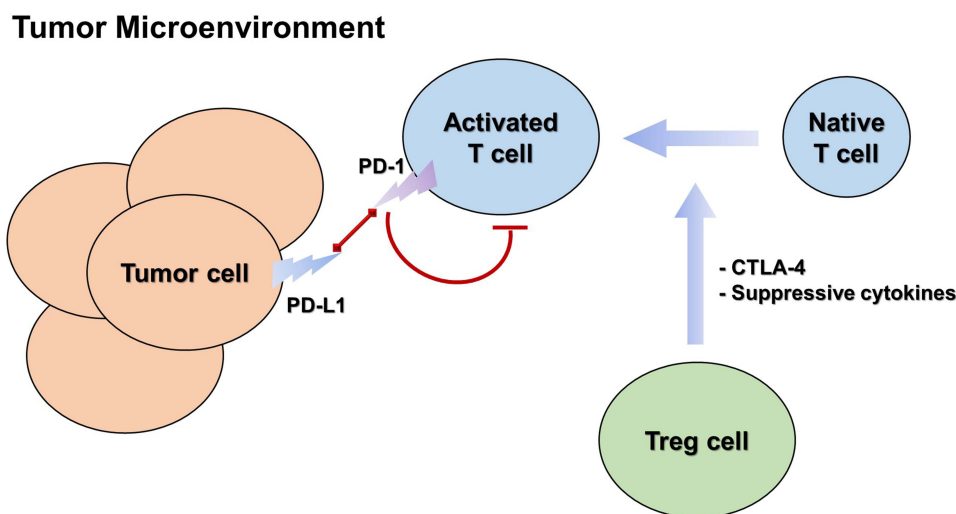 Tumor Microenvironment
Activated
T cell
Native
T cell
PD-1
Tumor cell
PD-L1
- CTLA-4
- Suppressive cytokines
Treg cell